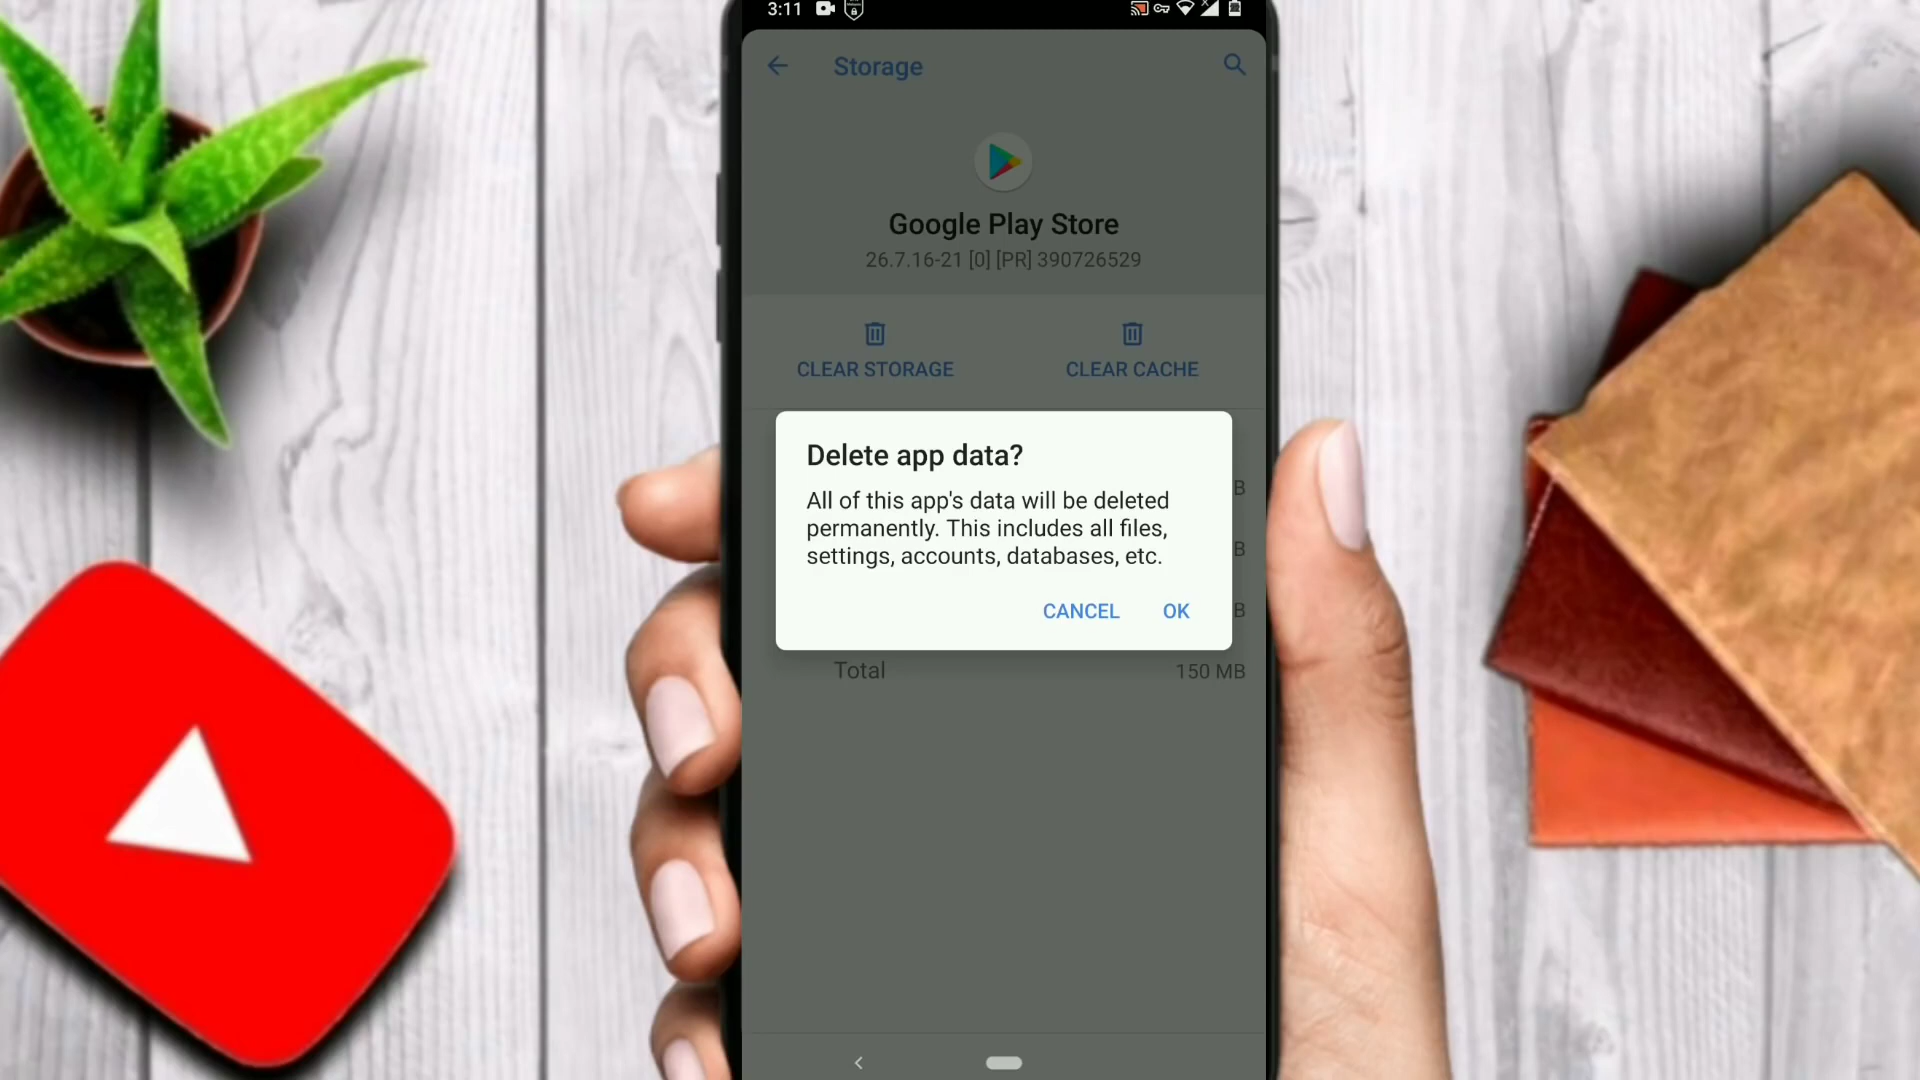 3:11
Storage
Google Play Store
26.7.16-21 [0] [PR] 390726529
CLEAR STORAGE
CLEAR CACHE
Delete app data?
All of this app's data will be deleted
permanently. This includes all files,
settings, accounts, databases, etc.
B
B
CANCEL
OK
B
Total
150 MB